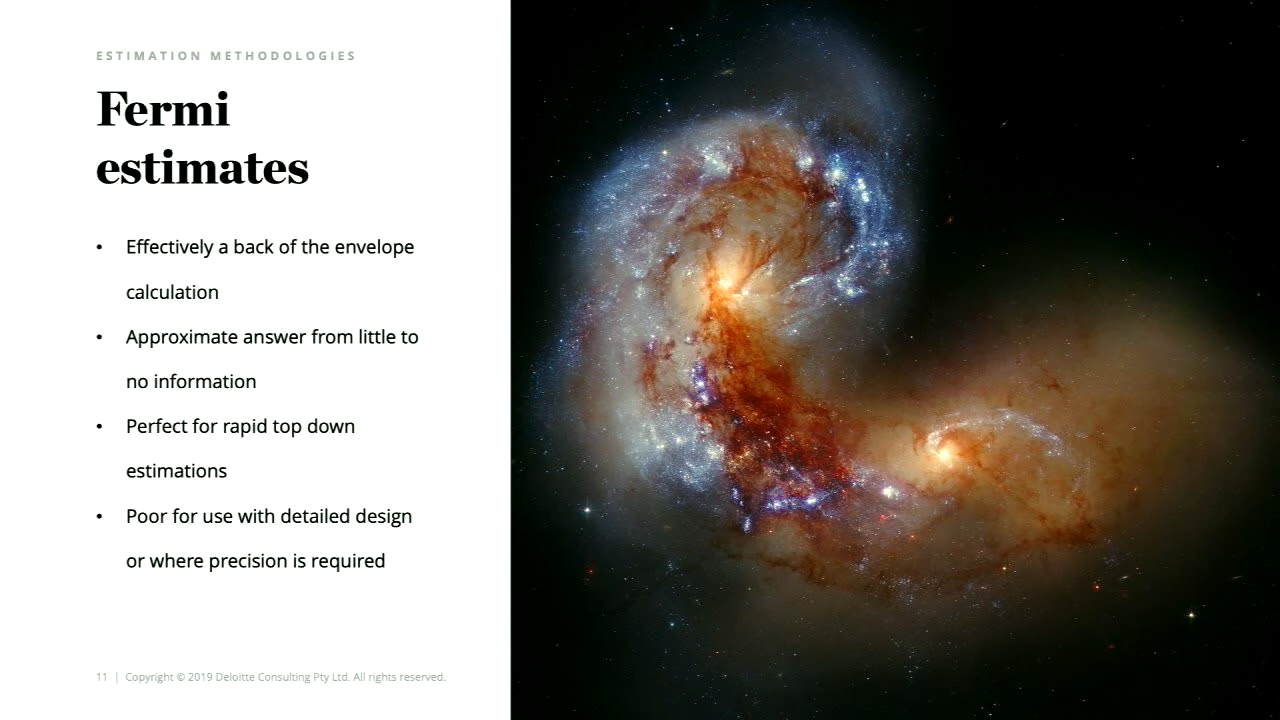 ESTIMATION METHODOLOGIES
Fermi
estimates
• Effectively a back of the envelope
calculation
• Approximate answer from little to
no information
• Perfect for rapid top down
estimations
• Poor for use with detailed design
or where precision is required
11 | Copyright © 2019 Deloitte Consulting Pty Ltd. All rights reserved.